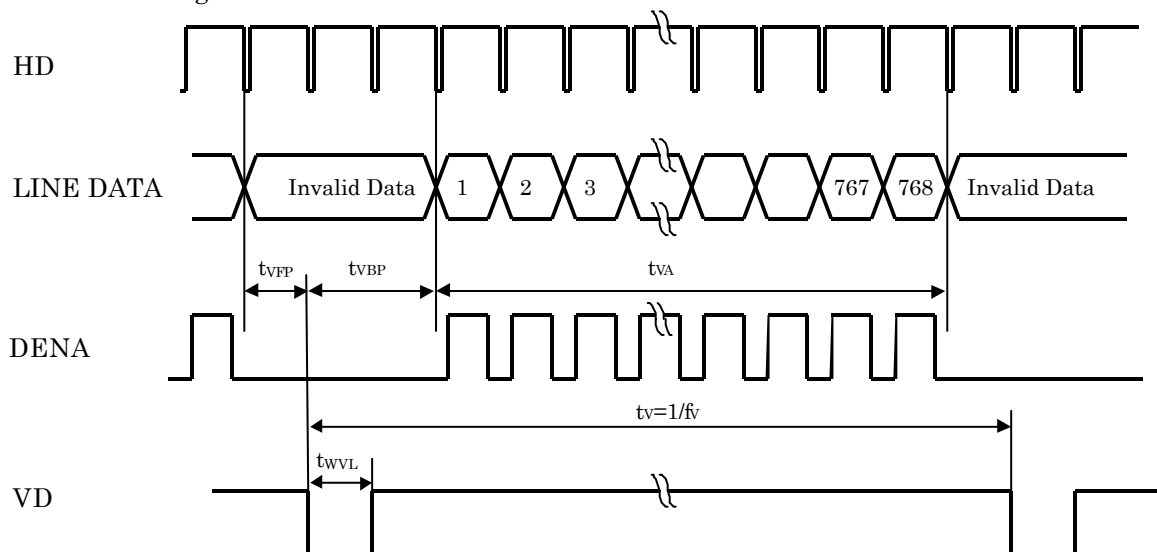 HD
LINE DATA
Invalid Data 1 2 3 767 768 Invalid Data
tVFP tVBP tVA
DENA
tV=1/fV
tWVL
VD